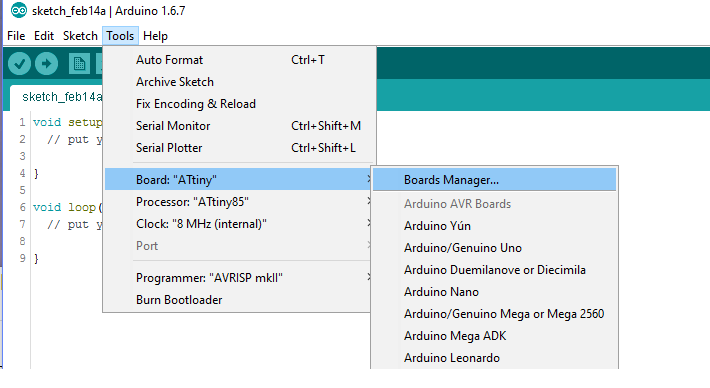 sketch_feb14a | Arduino 1.6.7
File Edit Sketch Tools Help
sketch_feb14a
Auto Format Ctrl+T
Archive Sketch
Fix Encoding & Reload
Serial Monitor Ctrl+Shift+M
Serial Plotter Ctrl+Shift+L
Board: "ATtiny"
Processor: "ATtiny85"
Clock: "8 MHz (internal)"
Port
Programmer: "AVRISP mkII"
Burn Bootloader
Boards Manager...
Arduino AVR Boards
Arduino Yún
Arduino/Genuino Uno
Arduino Duemilanove or Diecimila
Arduino Nano
Arduino/Genuino Mega or Mega 2560
Arduino Mega ADK
Arduino Leonardo
1 void setup
2 // put y
3
4 }
5
6 void loop(
7 // put y
8
9 }